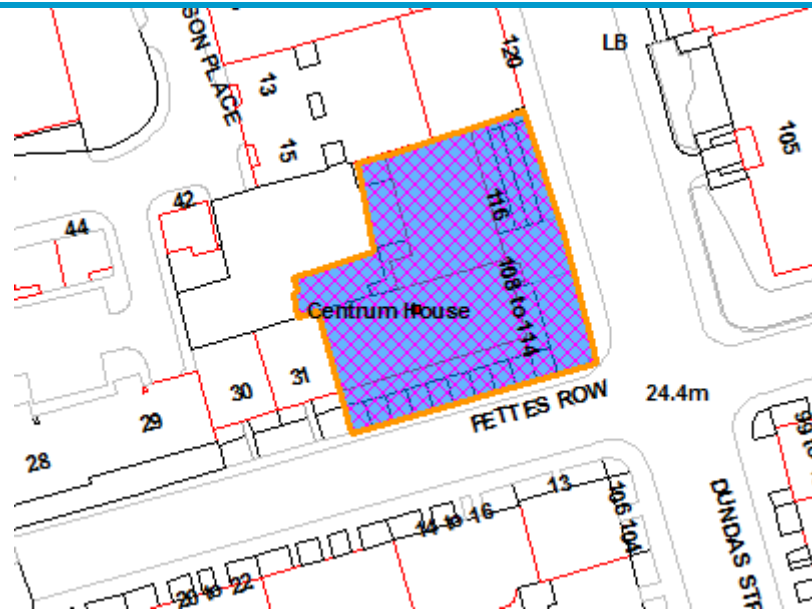 SON PLACE
120
LB
13
105
15
42
116
44
Centrum House
108 to 114
31
30
24.4m
FETTES ROW
29
28
13
16
14
106 104
DUNDAS STR
22
20